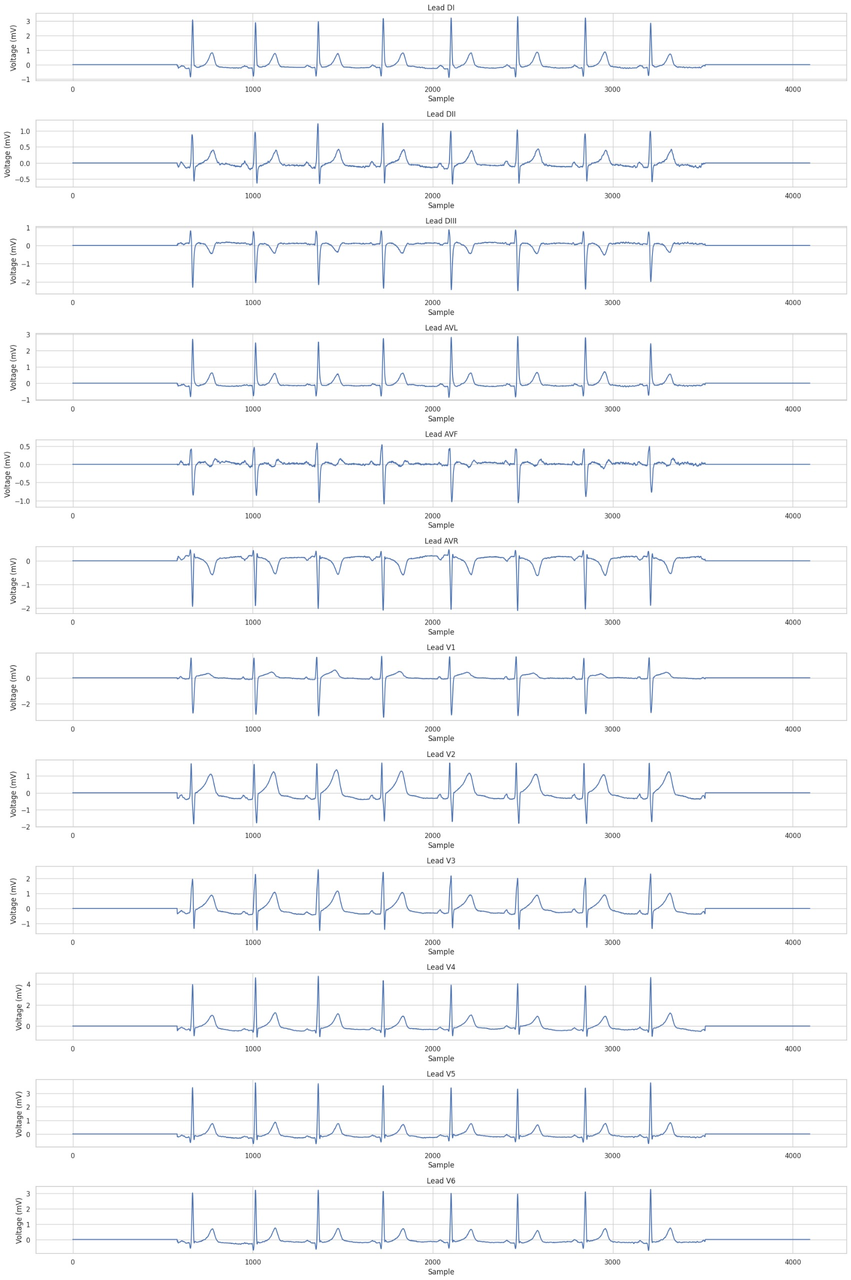 Lead DI
Voltage (mV)
3
2
1
0
−1
0 1000 2000 3000 4000
Sample
Lead DII
Voltage (mV)
1.0
0.5
0.0
−0.5
0 1000 2000 3000 4000
Sample
Lead DIII
Voltage (mV)
1
0
−1
−2
0 1000 2000 3000 4000
Sample
Lead AVL
Voltage (mV)
3
2
1
0
−1
0 1000 2000 3000 4000
Sample
Lead AVF
Voltage (mV)
0.5
0.0
−0.5
−1.0
0 1000 2000 3000 4000
Sample
Lead AVR
Voltage (mV)
0
−1
−2
0 1000 2000 3000 4000
Sample
Lead V1
Voltage (mV)
0
−2
0 1000 2000 3000 4000
Sample
Lead V2
Voltage (mV)
1
0
−1
−2
0 1000 2000 3000 4000
Sample
Lead V3
Voltage (mV)
2
1
0
−1
0 1000 2000 3000 4000
Sample
Lead V4
Voltage (mV)
4
2
0
0 1000 2000 3000 4000
Sample
Lead V5
Voltage (mV)
3
2
1
0
0 1000 2000 3000 4000
Sample
Lead V6
Voltage (mV)
3
2
1
0
0 1000 2000 3000 4000
Sample